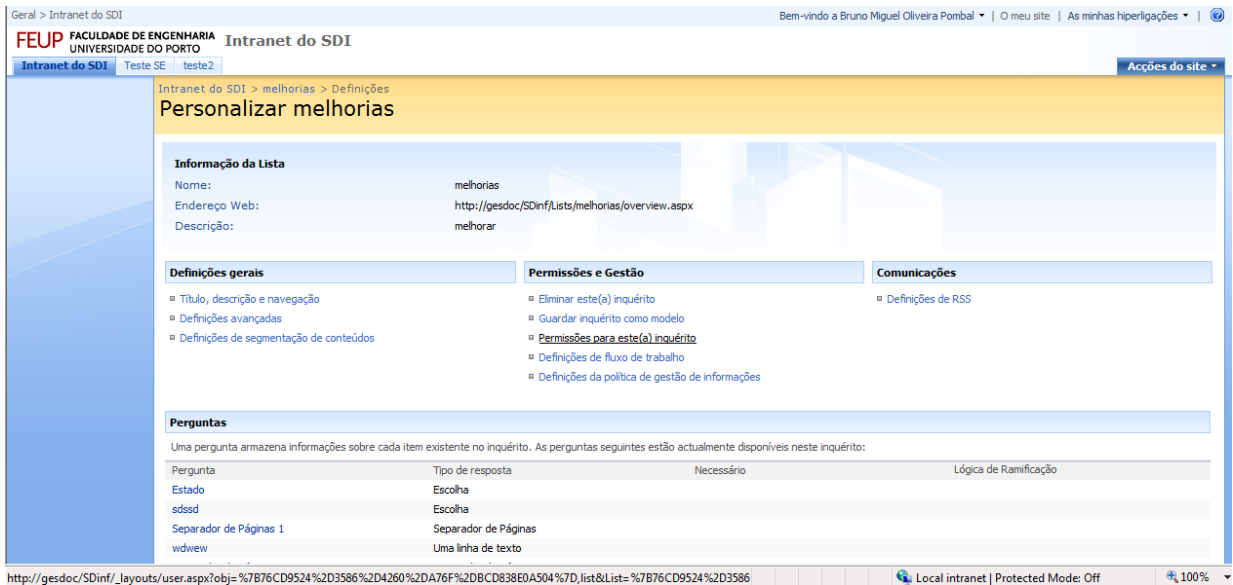 Geral > Intranet do SDI
Bem-vindo a Bruno Miguel Oliveira Pombal | O meu site | As minhas hiperligações |
FEUP FACULDADE DE ENGENHARIA
UNIVERSIDADE DO PORTO
Intranet do SDI
Intranet do SDI Teste SE teste2
Acções do site
Intranet do SDI > melhorias > Definições
Personalizar melhorias
Informação da Lista
Nome: melhorias
Endereço Web: http://gesdoc/SDinf/Lists/melhorias/overview.aspx
Descrição: melhorar
Definições gerais Permissões e Gestão Comunicações
Título, descrição e navegação Eliminar este(a) inquérito Definições de RSS
Definições avançadas Guardar inquérito como modelo
Definições de segmentação de conteúdos Permissões para este(a) inquérito
Definições de fluxo de trabalho
Definições da política de gestão de informações
Perguntas
Uma pergunta armazena informações sobre cada item existente no inquérito. As perguntas seguintes estão actualmente disponíveis neste inquérito:
Pergunta Tipo de resposta Necessário Lógica de Ramificação
Estado Escolha
sdssd Escolha
Separador de Páginas 1 Separador de Páginas
wdwew Uma linha de texto
http://gesdoc/SDinf/_layouts/user.aspx?obj=%7B76CD9524%2D3586%2D4260%2DA76F%2DBCD838E0A504%7D,list&List=%7B76CD9524%2D3586 Local intranet | Protected Mode: Off 100%